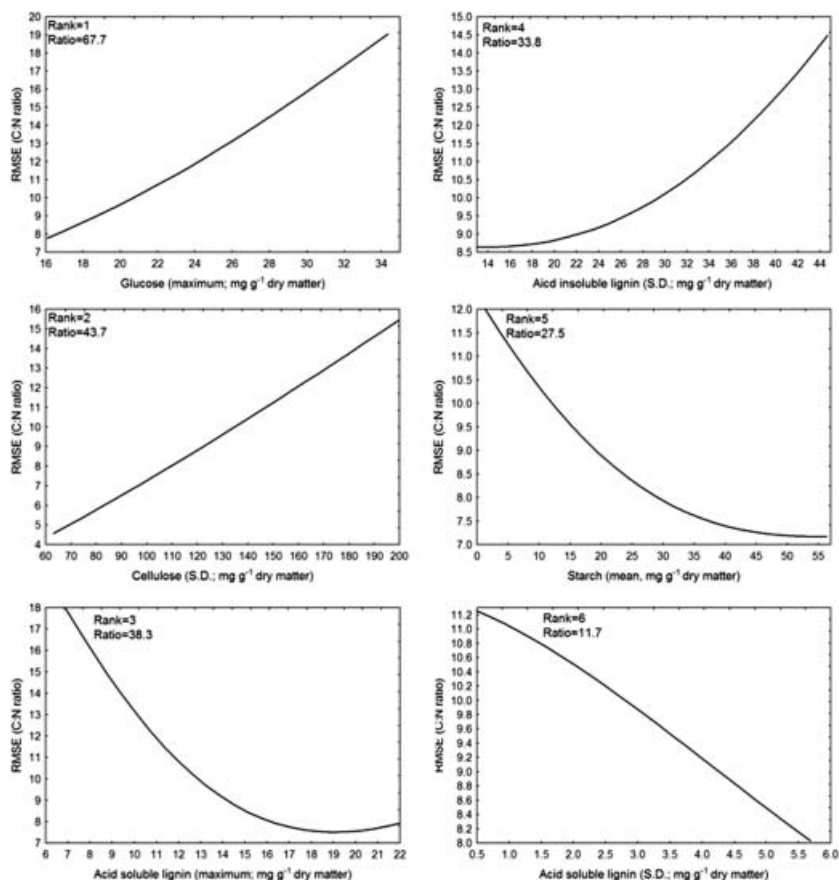 20
19
18
17
16
15
14
13
12
11
10
9
8
7
RMSE (C:N ratio)
Rank=1
Ratio=67.7
16 18 20 22 24 26 28 30 32 34
Glucose (maximum; mg g⁻¹ dry matter)
15.0
14.5
14.0
13.5
13.0
12.5
12.0
11.5
11.0
10.5
10.0
9.5
9.0
8.5
RMSE (C:N ratio)
Rank=4
Ratio=33.8
14 16 18 20 22 24 26 28 30 32 34 36 38 40 42 44
Aicd insoluble lignin (S.D.; mg g⁻¹ dry matter)
16
15
14
13
12
11
10
9
8
7
6
5
4
RMSE (C:N ratio)
Rank=2
Ratio=43.7
60 70 80 90 100 110 120 130 140 150 160 170 180 190 200
Cellulose (S.D.; mg g⁻¹ dry matter)
12.0
11.5
11.0
10.5
10.0
9.5
9.0
8.5
8.0
7.5
7.0
RMSE (C:N ratio)
Rank=5
Ratio=27.5
0 5 10 15 20 25 30 35 40 45 50 55
Starch (mean, mg g⁻¹ dry matter)
18
17
16
15
14
13
12
11
10
9
8
7
RMSE (C:N ratio)
Rank=3
Ratio=38.3
6 7 8 9 10 11 12 13 14 15 16 17 18 19 20 21 22
Acid soluble lignin (maximum; mg g⁻¹ dry matter)
11.2
11.0
10.8
10.6
10.4
10.2
10.0
9.8
9.6
9.4
9.2
9.0
8.8
8.6
8.4
8.2
8.0
RMSE (C:N ratio)
Rank=6
Ratio=11.7
0.5 1.0 1.5 2.0 2.5 3.0 3.5 4.0 4.5 5.0 5.5 6.0
Acid soluble lignin (S.D.; mg g⁻¹ dry matter)